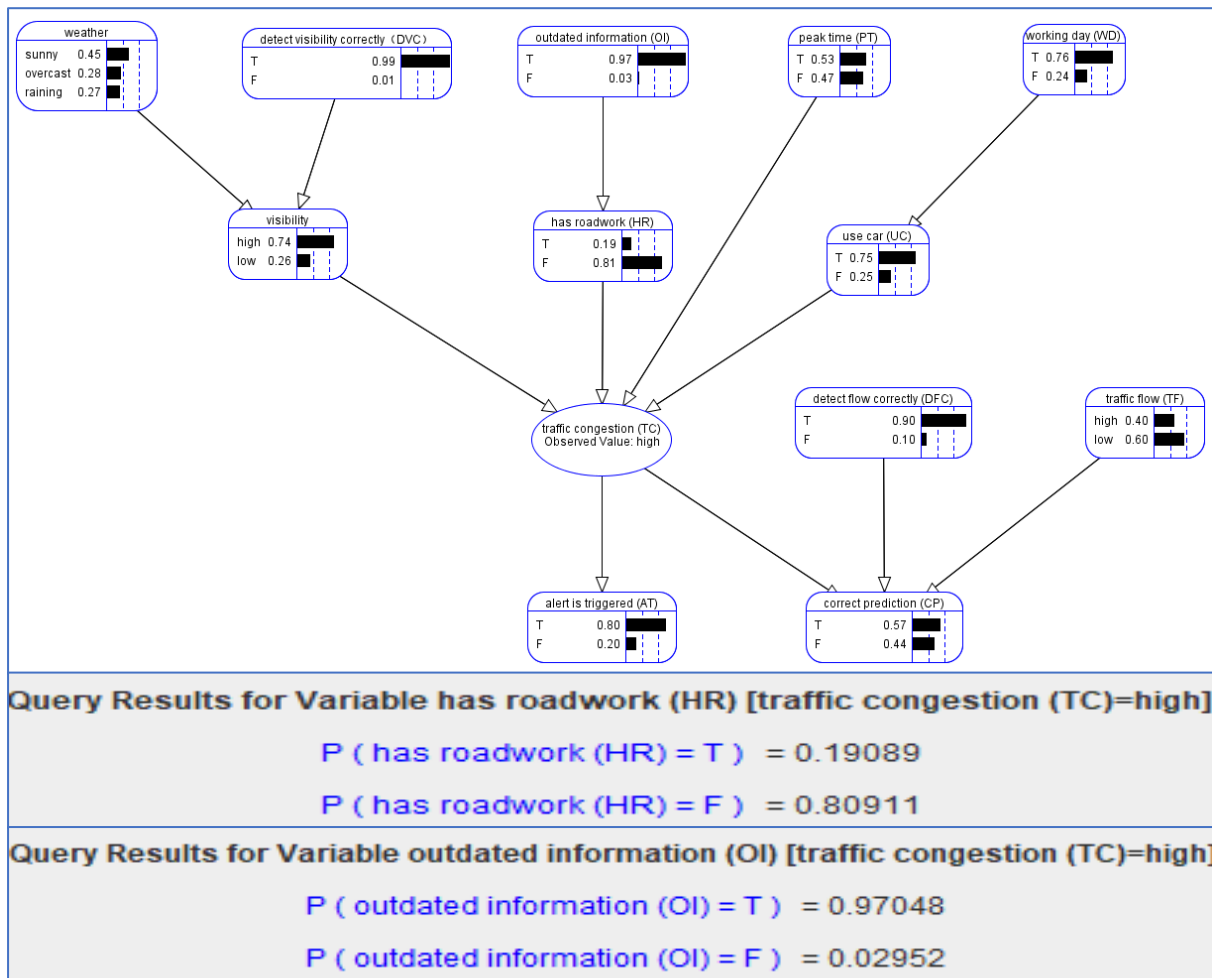 weather
sunny 0.45
overcast 0.28
raining 0.27
detect visibility correctly (DVC)
T 0.99
F 0.01
outdated information (OI)
T 0.97
F 0.03
peak time (PT)
T 0.53
F 0.47
working day (WD)
T 0.76
F 0.24
visibility
high 0.74
low 0.26
has roadwork (HR)
T 0.19
F 0.81
use car (UC)
T 0.75
F 0.25
traffic congestion (TC)
Observed Value: high
detect flow correctly (DFC)
T 0.90
F 0.10
traffic flow (TF)
high 0.40
low 0.60
alert is triggered (AT)
T 0.80
F 0.20
correct prediction (CP)
T 0.57
F 0.44
Query Results for Variable has roadwork (HR) [traffic congestion (TC)=high]
P ( has roadwork (HR) = T ) = 0.19089
P ( has roadwork (HR) = F ) = 0.80911
Query Results for Variable outdated information (OI) [traffic congestion (TC)=high]
P ( outdated information (OI) = T ) = 0.97048
P ( outdated information (OI) = F ) = 0.02952